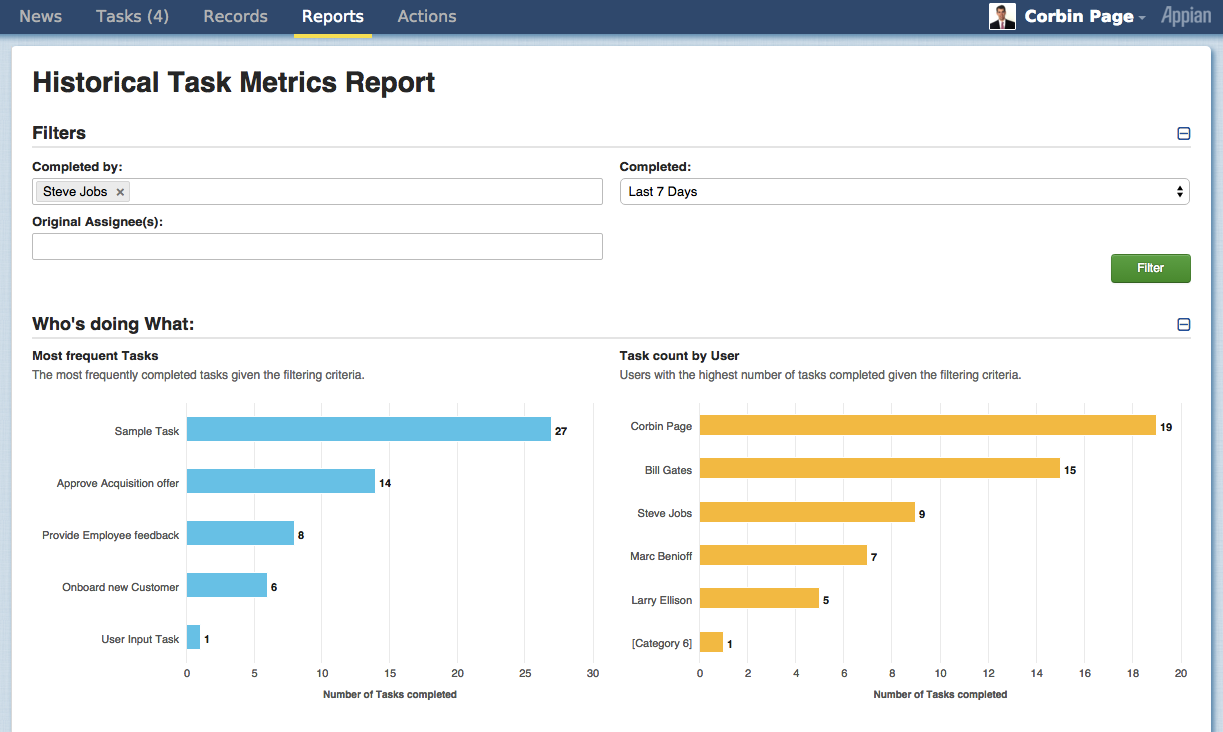 News Tasks (4) Records Reports Actions Corbin Page Appian
Historical Task Metrics Report
Filters
Completed by: Completed:
Steve Jobs × Last 7 Days
Original Assignee(s):
Filter
Who's doing What:
Most frequent Tasks
The most frequently completed tasks given the filtering criteria.
Sample Task 27
Approve Acquisition offer 14
Provide Employee feedback 8
Onboard new Customer 6
User Input Task 1
0 5 10 15 20 25 30
Number of Tasks completed
Task count by User
Users with the highest number of tasks completed given the filtering criteria.
Corbin Page 19
Bill Gates 15
Steve Jobs 9
Marc Benioff 7
Larry Ellison 5
[Category 6] 1
0 2 4 6 8 10 12 14 16 18 20
Number of Tasks completed